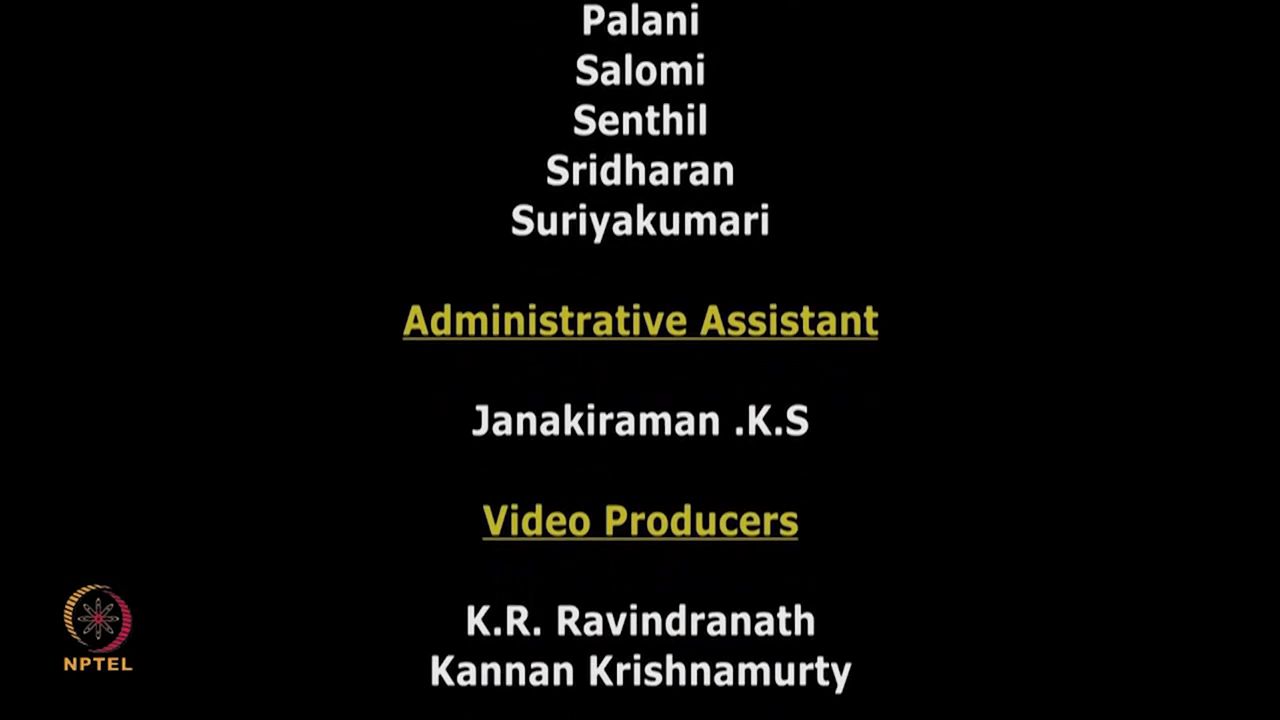 Palani
Salomi
Senthil
Sridharan
Suriyakumari
Administrative Assistant
Janakiraman .K.S
Video Producers
K.R. Ravindranath
Kannan Krishnamurty
NPTEL